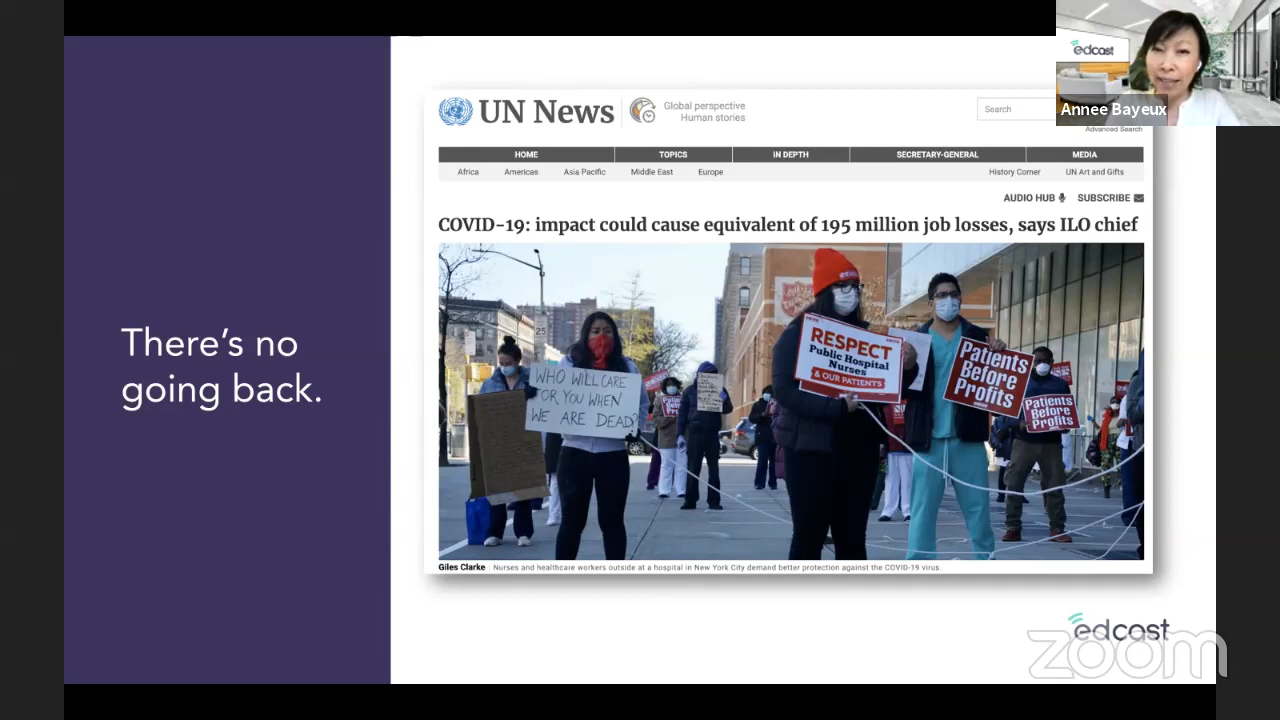 There's no
going back.
UN News
Global perspective
Human stories
Search
Advanced Search
HOME TOPICS IN DEPTH SECRETARY-GENERAL MEDIA
Africa Americas Asia Pacific Middle East Europe History Corner UN Art and Gifts
AUDIO HUB SUBSCRIBE
COVID-19: impact could cause equivalent of 195 million job losses, says ILO chief
25
WHO WILL CARE
FOR YOU WHEN
WE ARE DEAD?
RESPECT
Public Hospital
Nurses
& OUR PATIENTS
Patients
Before
Profits
Patients
Before
Profits
Giles Clarke Nurses and healthcare workers outside at a hospital in New York City demand better protection against the COVID-19 virus.
edcast
Annee Bayeux
edcast
zoom